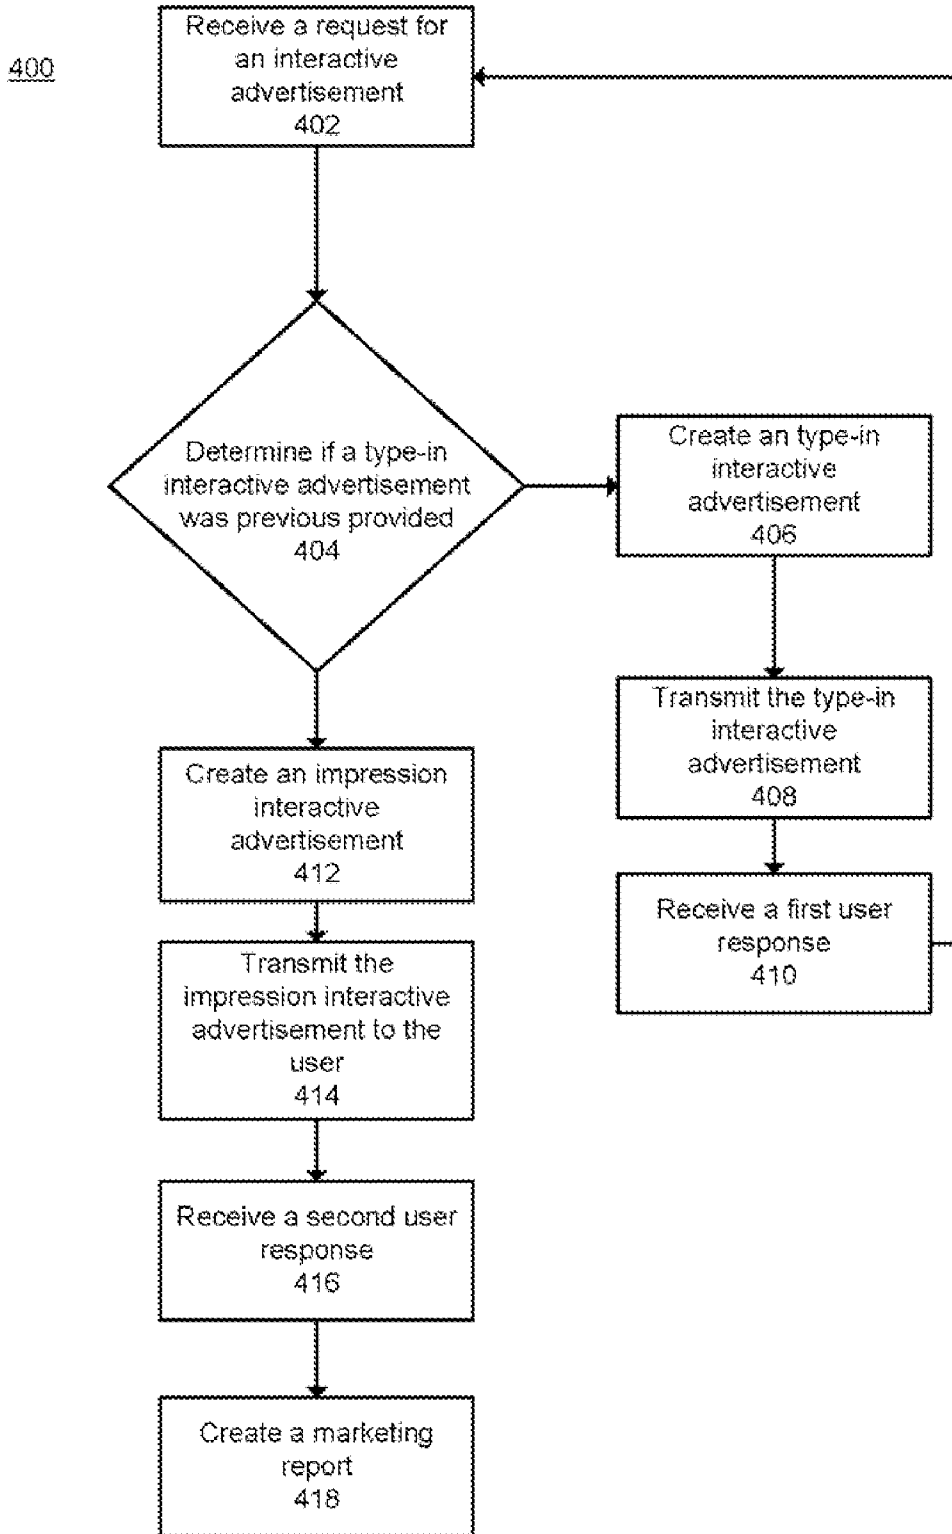 400
Receive a request for
an interactive
advertisement
402
Determine if a type-in
interactive advertisement
was previous provided
404
Create an type-in
interactive
advertisement
406
Transmit the type-in
interactive
advertisement
408
Receive a first user
response
410
Create an impression
interactive
advertisement
412
Transmit the
impression interactive
advertisement to the
user
414
Receive a second user
response
416
Create a marketing
report
418